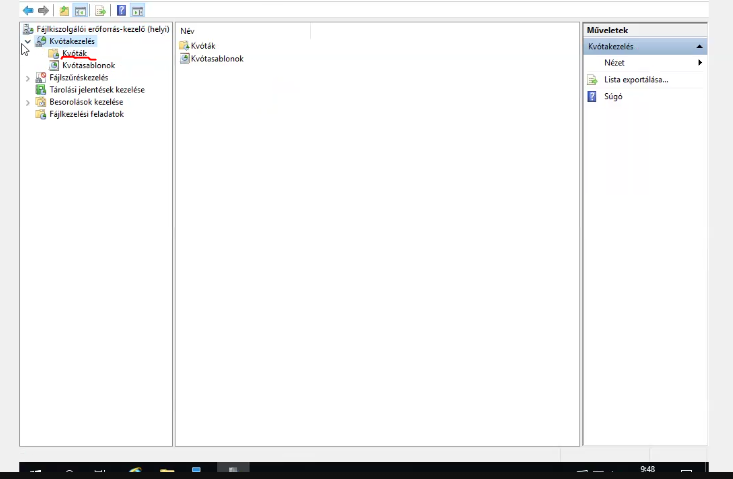 Fájlkiszolgálói erőforrás-kezelő (helyi)
Kvótakezelés
Kvóták
Kvótasablonok
Fájlszűréskezelés
Tárolási jelentések kezelése
Besorolások kezelése
Fájlkezelési feladatok
Név
Kvóták
Kvótasablonok
Műveletek
Kvótakezelés
Nézet
Lista exportálása...
Súgó
9:48